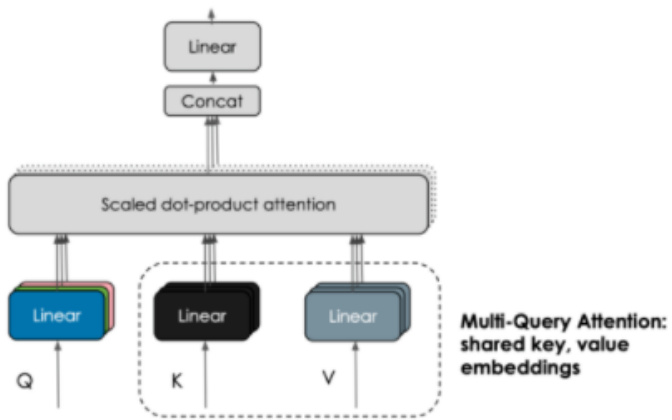 Linear
Concat
Scaled dot-product attention
Linear
Linear
Linear
Q
K
V
Multi-Query Attention:
shared key, value
embeddings